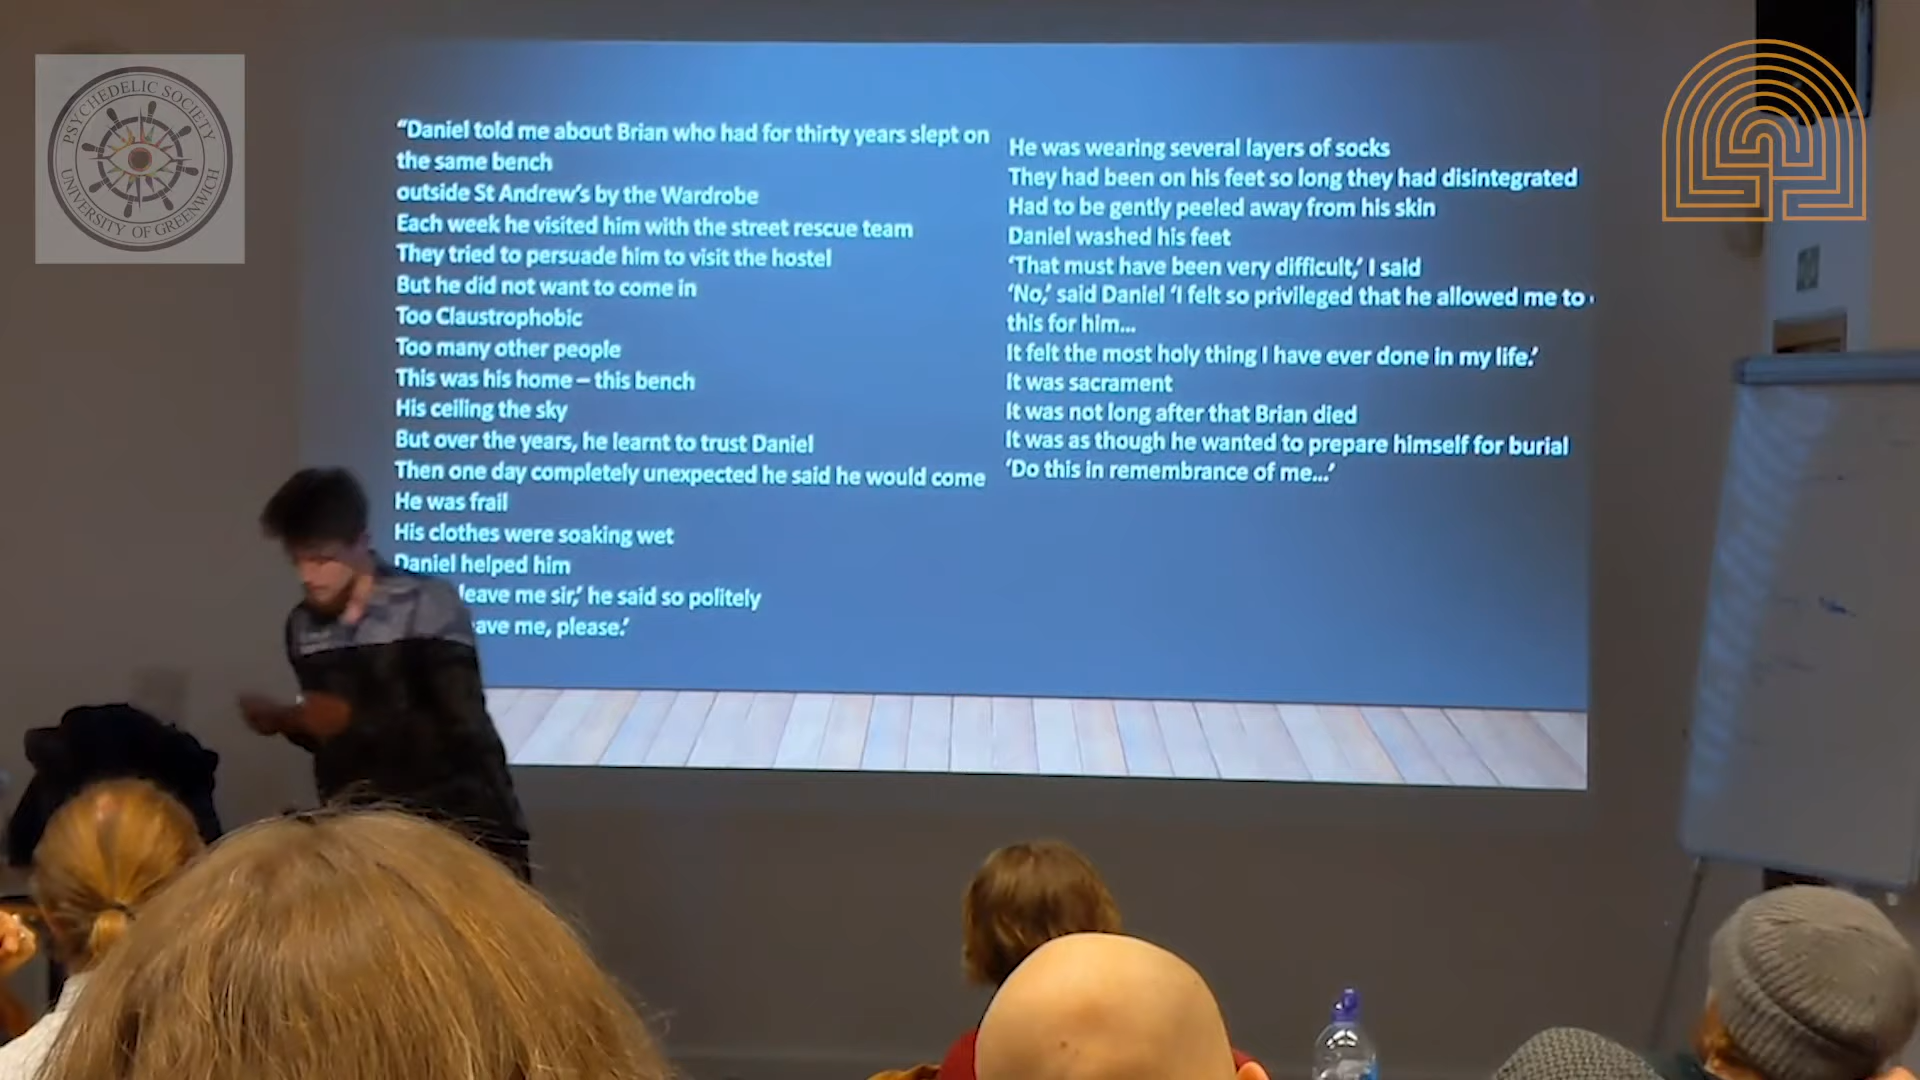 PSYCHEDELIC SOCIETY
UNIVERSITY OF GREENWICH
“Daniel told me about Brian who had for thirty years slept on
the same bench
outside St Andrew’s by the Wardrobe
Each week he visited him with the street rescue team
They tried to persuade him to visit the hostel
But he did not want to come in
Too Claustrophobic
Too many other people
This was his home – this bench
His ceiling the sky
But over the years, he learnt to trust Daniel
Then one day completely unexpected he said he would come
He was frail
His clothes were soaking wet
Daniel helped him
leave me sir,’ he said so politely
me, please.’
He was wearing several layers of socks
They had been on his feet so long they had disintegrated
Had to be gently peeled away from his skin
Daniel washed his feet
‘That must have been very difficult,’ I said
‘No,’ said Daniel ‘I felt so privileged that he allowed me to
this for him...
It felt the most holy thing I have ever done in my life.’
It was sacrament
It was not long after that Brian died
It was as though he wanted to prepare himself for burial
‘Do this in remembrance of me...’